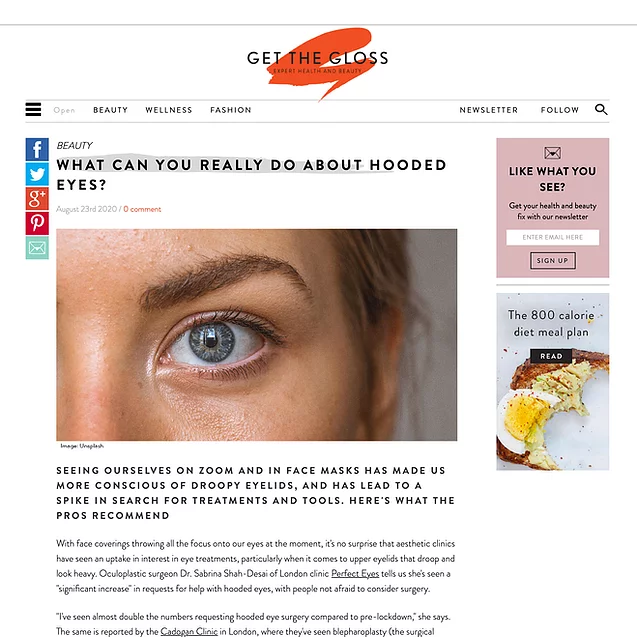 GET THE GLOSS
EXPERT HEALTH AND BEAUTY
Open
BEAUTY
WELLNESS
FASHION
NEWSLETTER
FOLLOW
BEAUTY
WHAT CAN YOU REALLY DO ABOUT HOODED
EYES?
August 23rd 2020 / 0 comment
Image: Unsplash
SEEING OURSELVES ON ZOOM AND IN FACE MASKS HAS MADE US
MORE CONSCIOUS OF DROOPY EYELIDS, AND HAS LEAD TO A
SPIKE IN SEARCH FOR TREATMENTS AND TOOLS. HERE'S WHAT THE
PROS RECOMMEND
With face coverings throwing all the focus onto our eyes at the moment, it's no surprise that aesthetic clinics
have seen an uptake in interest in eye treatments, particularly when it comes to upper eyelids that droop and
look heavy. Oculoplastic surgeon Dr. Sabrina Shah-Desai of London clinic Perfect Eyes tells us she's seen a
"significant increase" in requests for help with hooded eyes, with people not afraid to consider surgery.
"I've seen almost double the numbers requesting hooded eye surgery compared to pre-lockdown," she says.
The same is reported by the Cadogan Clinic in London, where they've seen blepharoplasty (the surgical
LIKE WHAT YOU
SEE?
Get your health and beauty
fix with our newsletter
ENTER EMAIL HERE
SIGN UP
The 800 calorie
diet meal plan
READ
f
g+